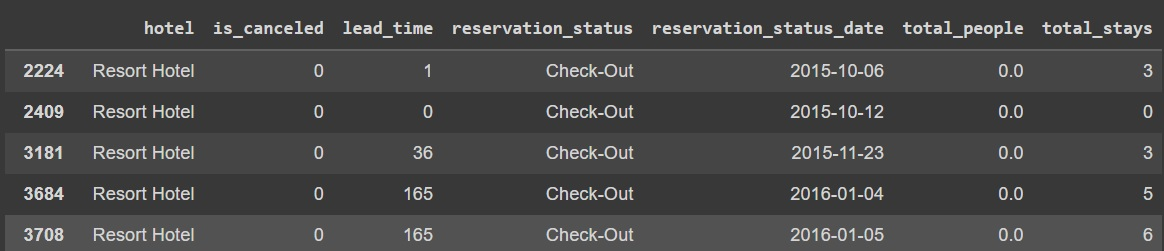 hotel is_canceled lead_time reservation_status reservation_status_date total_people total_stays
2224 Resort Hotel 0 1 Check-Out 2015-10-06 0.0 3
2409 Resort Hotel 0 0 Check-Out 2015-10-12 0.0 0
3181 Resort Hotel 0 36 Check-Out 2015-11-23 0.0 3
3684 Resort Hotel 0 165 Check-Out 2016-01-04 0.0 5
3708 Resort Hotel 0 165 Check-Out 2016-01-05 0.0 6